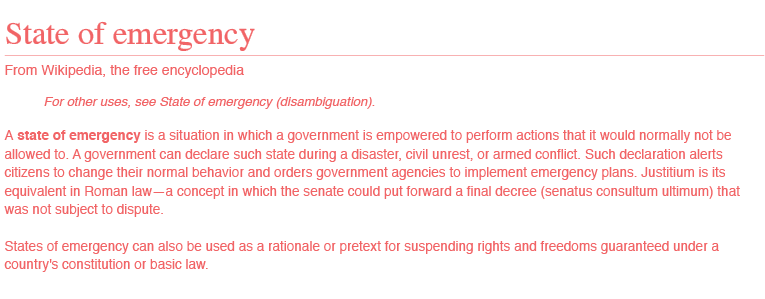 State of emergency
From Wikipedia, the free encyclopedia
For other uses, see State of emergency (disambiguation).
A state of emergency is a situation in which a government is empowered to perform actions that it would normally not be
allowed to. A government can declare such state during a disaster, civil unrest, or armed conflict. Such declaration alerts
citizens to change their normal behavior and orders government agencies to implement emergency plans. Justitium is its
equivalent in Roman law—a concept in which the senate could put forward a final decree (senatus consultum ultimum) that
was not subject to dispute.
States of emergency can also be used as a rationale or pretext for suspending rights and freedoms guaranteed under a
country's constitution or basic law.